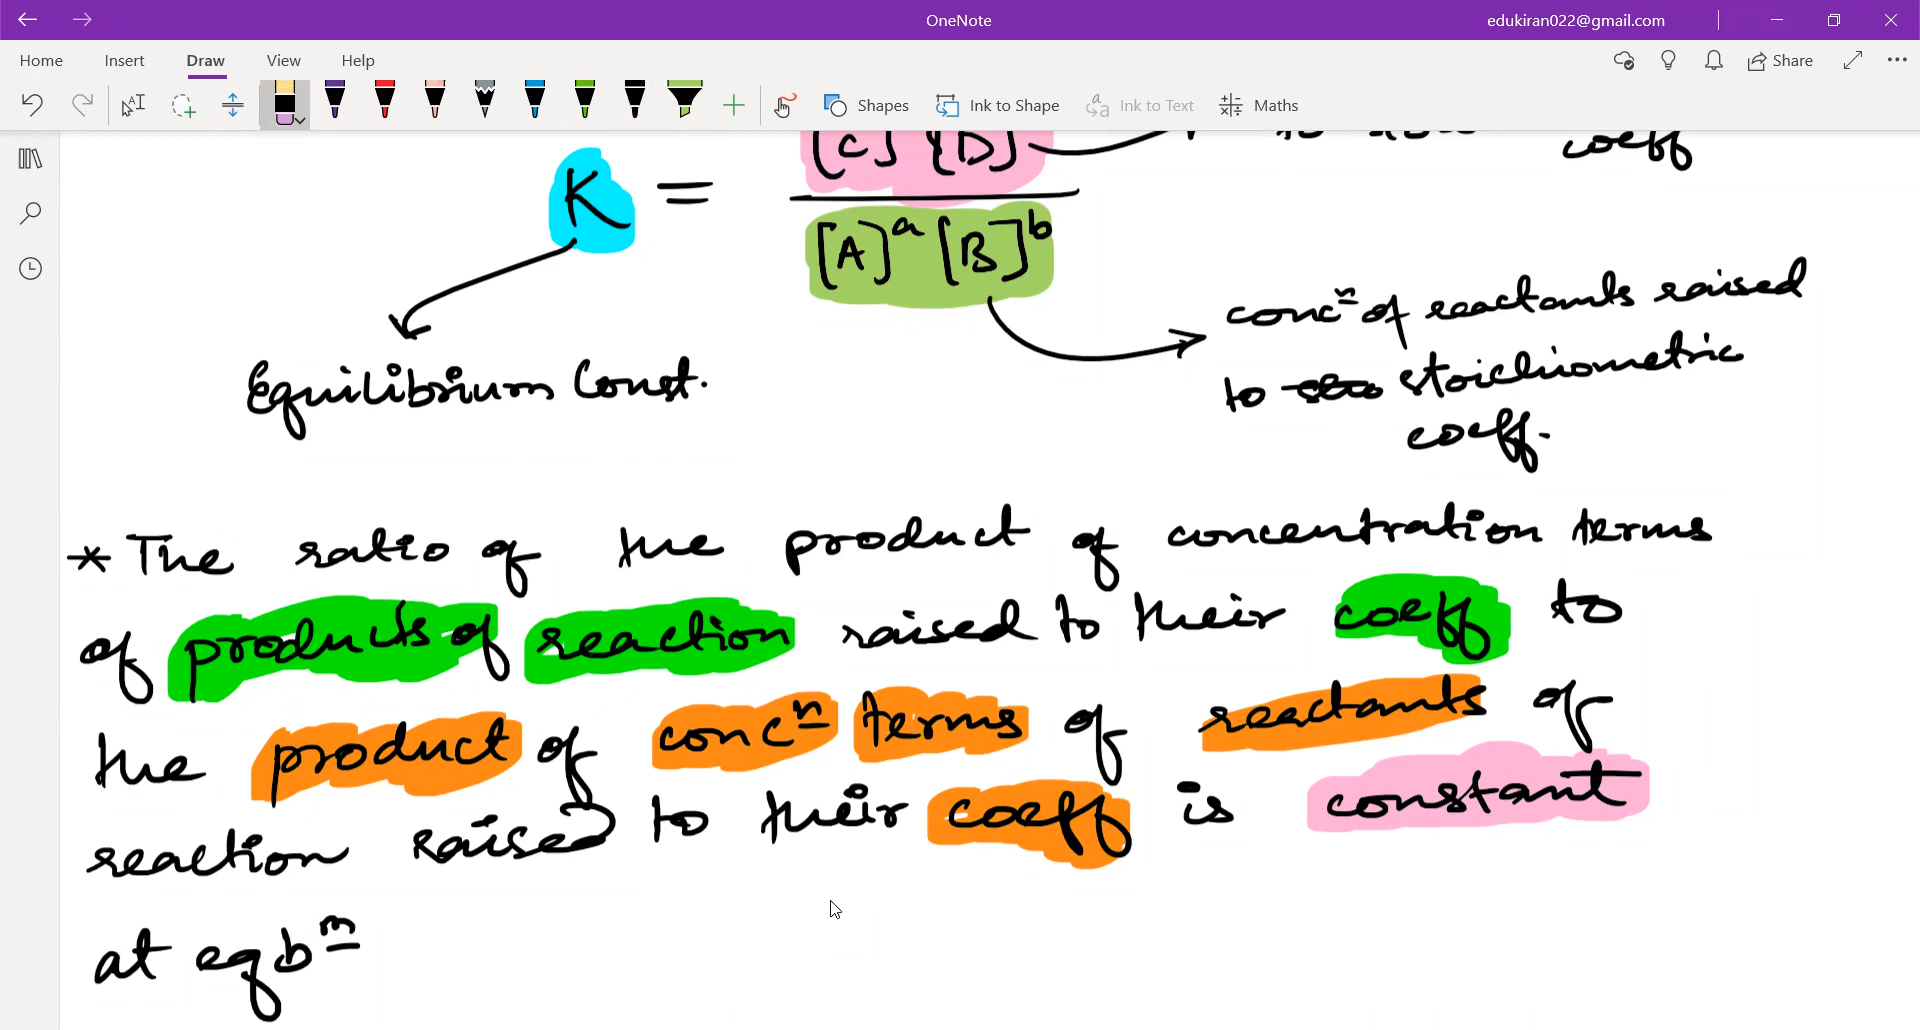 OneNote
edukiran022@gmail.com
Home Insert Draw View Help
Share
Shapes Ink to Shape Ink to Text Maths
[C] [D]
coeff
K =
[A]ᵃ [B]ᵇ
concⁿ of reactants raised
to stoichiometric
coeff.
Equilibrium Const.
* The ratio of the product of concentration terms
of products of reaction raised to their coeff to
the product of concⁿ terms of reactants of
reaction raised to their coeff is constant
at eqbᵐ